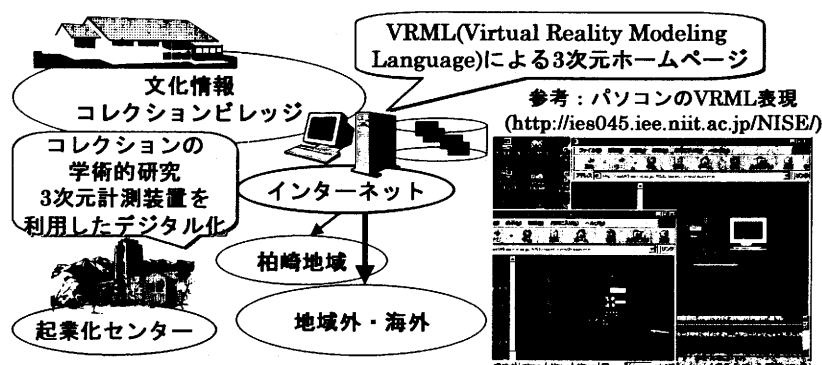 VRML(Virtual Reality Modeling
Language)による3次元ホームページ
文化情報
コレクションビレッジ
参考：パソコンのVRML表現
(http://ies045.iee.niit.ac.jp/NISE/)
コレクションの
学術的研究
3次元計測装置を
利用したデジタル化
インターネット
柏崎地域
起業化センター
地域外・海外